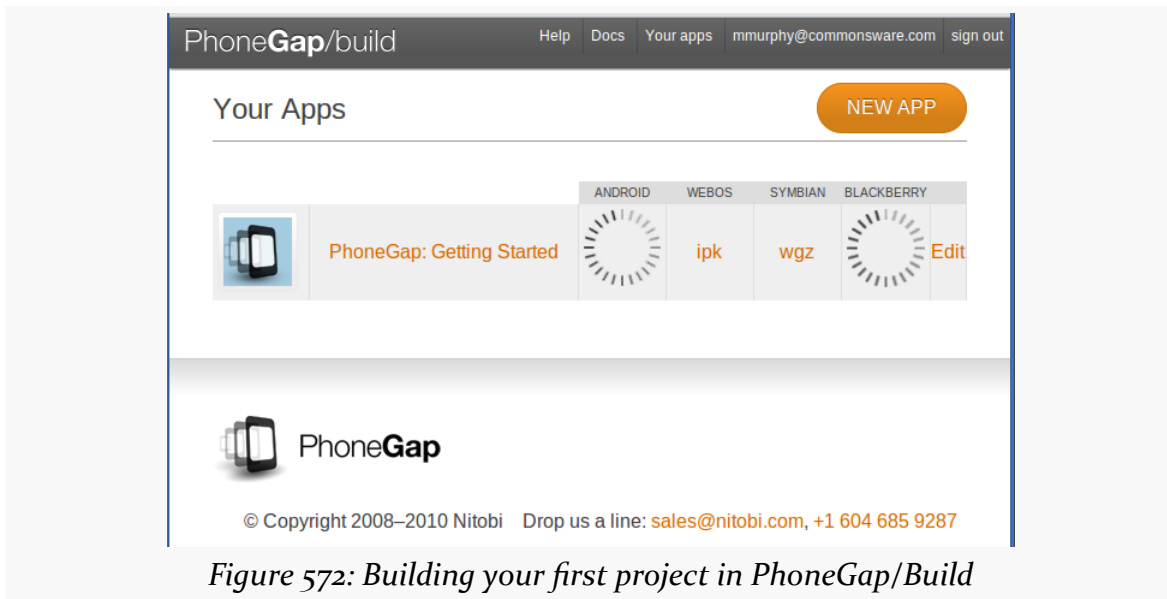 PhoneGap/build Help Docs Your apps mmurphy@commonsware.com sign out
Your Apps NEW APP
ANDROID WEBOS SYMBIAN BLACKBERRY
PhoneGap: Getting Started ipk wgz Edit
PhoneGap
© Copyright 2008–2010 Nitobi Drop us a line: sales@nitobi.com, +1 604 685 9287
Figure 572: Building your first project in PhoneGap/Build